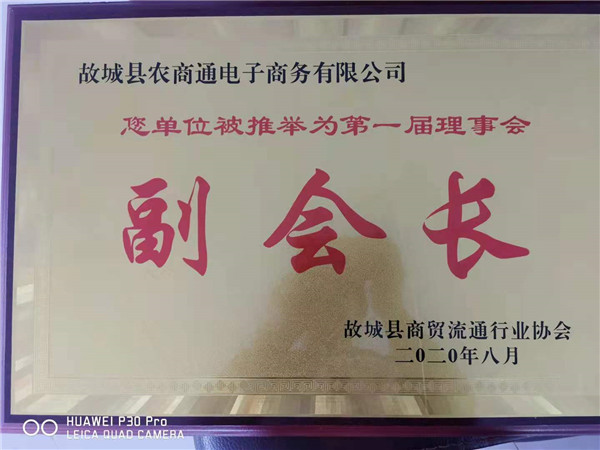 故城县农商通电子商务有限公司
您单位被推举为第一届理事会
副会长
故城县商贸流通行业协会
二〇二〇年八月
HUAWEI P30 Pro
LEICA QUAD CAMERA